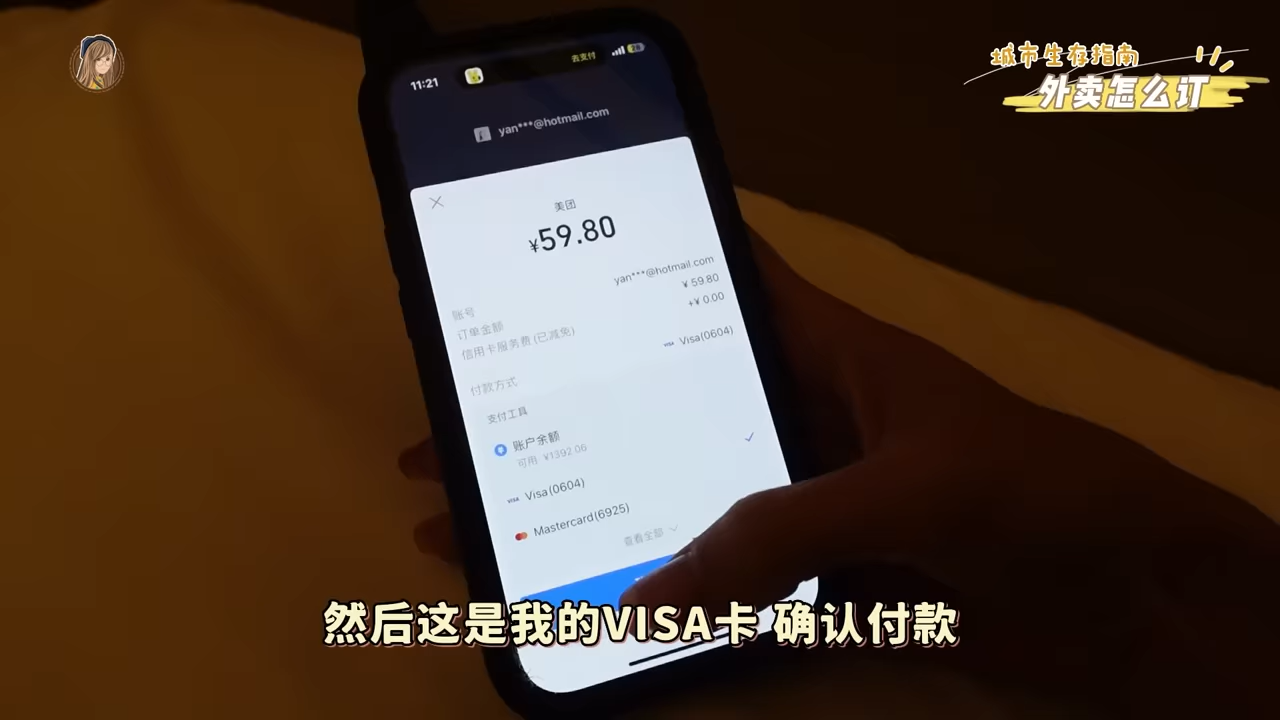 城市生存指南
外卖怎么订
11:21
去支付
yan***@hotmail.com
美团
¥59.80
账号 yan***@hotmail.com
订单金额 ¥ 59.80
信用卡服务费 (已减免) +¥ 0.00
付款方式 VISA Visa(0604)
支付工具
账户余额
可用 ¥1392.06
VISA Visa(0604)
Mastercard(6925)
查看全部
然后这是我的VISA卡 确认付款